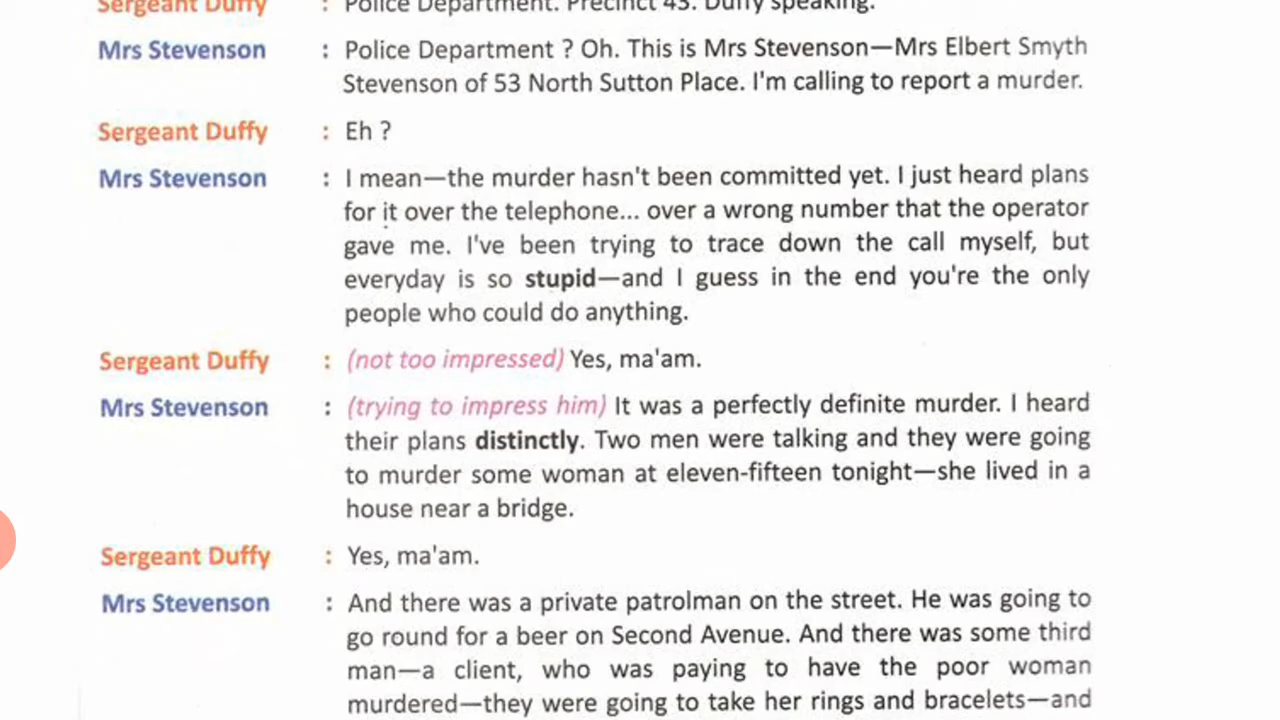 Sergeant Duffy : Police Department. Precinct 43. Duffy speaking.
Mrs Stevenson : Police Department ? Oh. This is Mrs Stevenson—Mrs Elbert Smyth
Stevenson of 53 North Sutton Place. I'm calling to report a murder.
Sergeant Duffy : Eh ?
Mrs Stevenson : I mean—the murder hasn't been committed yet. I just heard plans
for it over the telephone... over a wrong number that the operator
gave me. I've been trying to trace down the call myself, but
everyday is so stupid—and I guess in the end you're the only
people who could do anything.
Sergeant Duffy : (not too impressed) Yes, ma'am.
Mrs Stevenson : (trying to impress him) It was a perfectly definite murder. I heard
their plans distinctly. Two men were talking and they were going
to murder some woman at eleven-fifteen tonight—she lived in a
house near a bridge.
Sergeant Duffy : Yes, ma'am.
Mrs Stevenson : And there was a private patrolman on the street. He was going to
go round for a beer on Second Avenue. And there was some third
man—a client, who was paying to have the poor woman
murdered—they were going to take her rings and bracelets—and